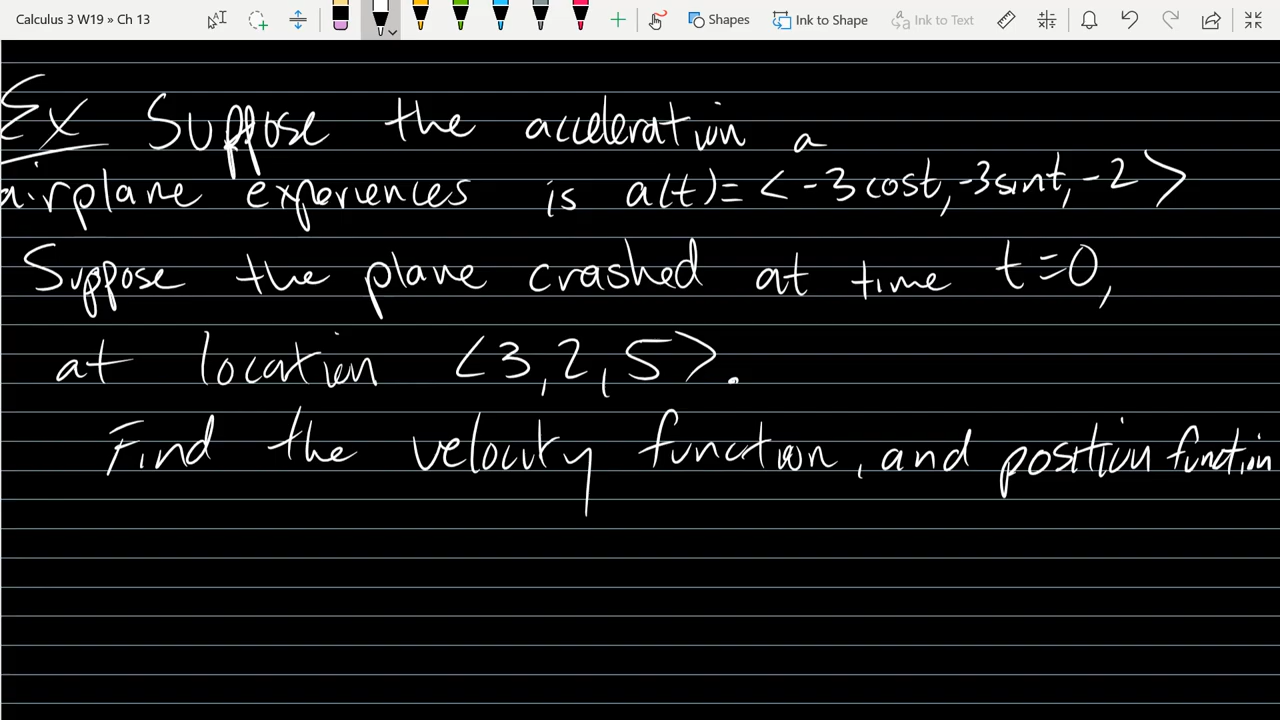 Calculus 3 W19 » Ch 13
Shapes
Ink to Shape
Ink to Text
Ex Suppose the acceleration a
airplane experiences is a(t)=<-3cost,-3sint,-2>
Suppose the plane crashed at time t=0,
at location <3,2,5>.
Find the velocity function, and position function